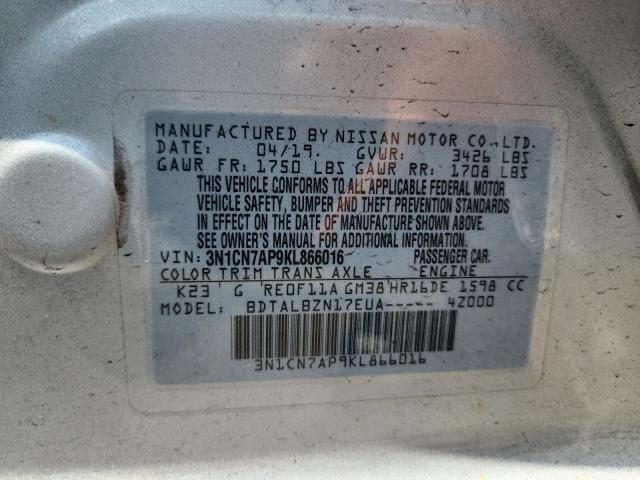 MANUFACTURED BY NISSAN MOTOR CO.,LTD.
DATE: 04/19. GVWR: 3426 LBS
GAWR FR: 1750 LBS GAWR RR: 1708 LBS
THIS VEHICLE CONFORMS TO ALL APPLICABLE FEDERAL MOTOR
VEHICLE SAFETY, BUMPER AND THEFT PREVENTION STANDARDS
IN EFFECT ON THE DATE OF MANUFACTURE SHOWN ABOVE.
SEE OWNER'S MANUAL FOR ADDITIONAL INFORMATION.
VIN: 3N1CN7AP9KL866016 PASSENGER CAR.
COLOR TRIM TRANS AXLE ENGINE
K23 G RE0F11A GM38 HR16DE 1598 CC
MODEL: BDTALBZN17EUA----- 4Z000
3N1CN7AP9KL866016